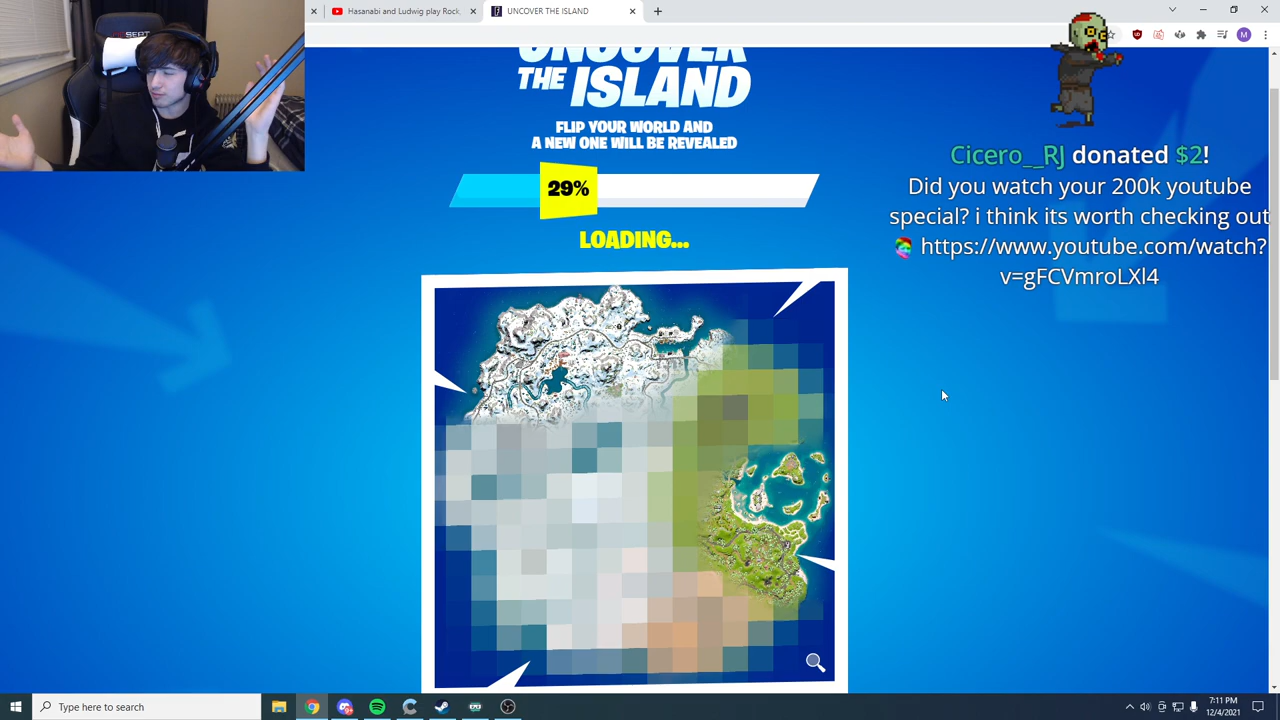 Hasanabi and Ludwig play Rock
UNCOVER THE ISLAND
UNCOVER
THE ISLAND
FLIP YOUR WORLD AND
A NEW ONE WILL BE REVEALED
29%
LOADING...
Cicero__RJ donated $2!
Did you watch your 200k youtube
special? i think its worth checking out
https://www.youtube.com/watch?
v=gFCVmroLXl4
M
Type here to search
7:11 PM
12/4/2021